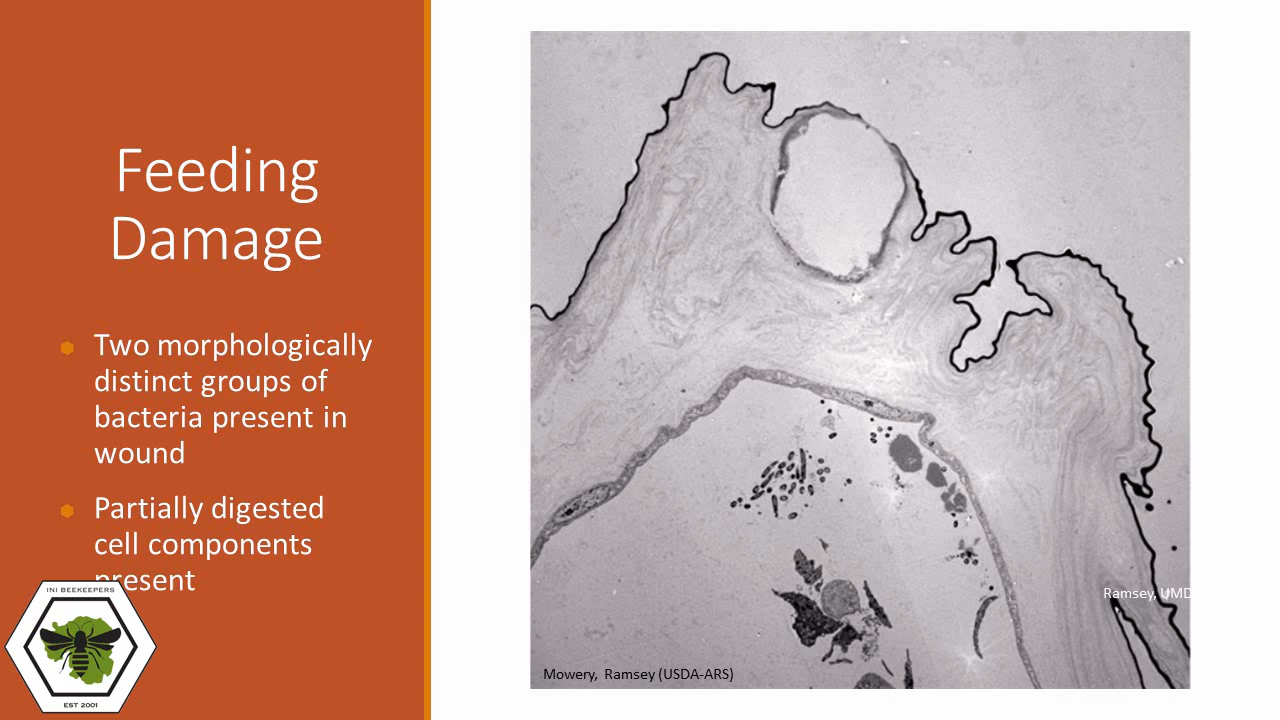 Feeding
Damage
Two morphologically
distinct groups of
bacteria present in
wound
Partially digested
cell components
present
INI BEEKEEPERS
EST 2001
Mowery, Ramsey (USDA-ARS)
Ramsey, UMD